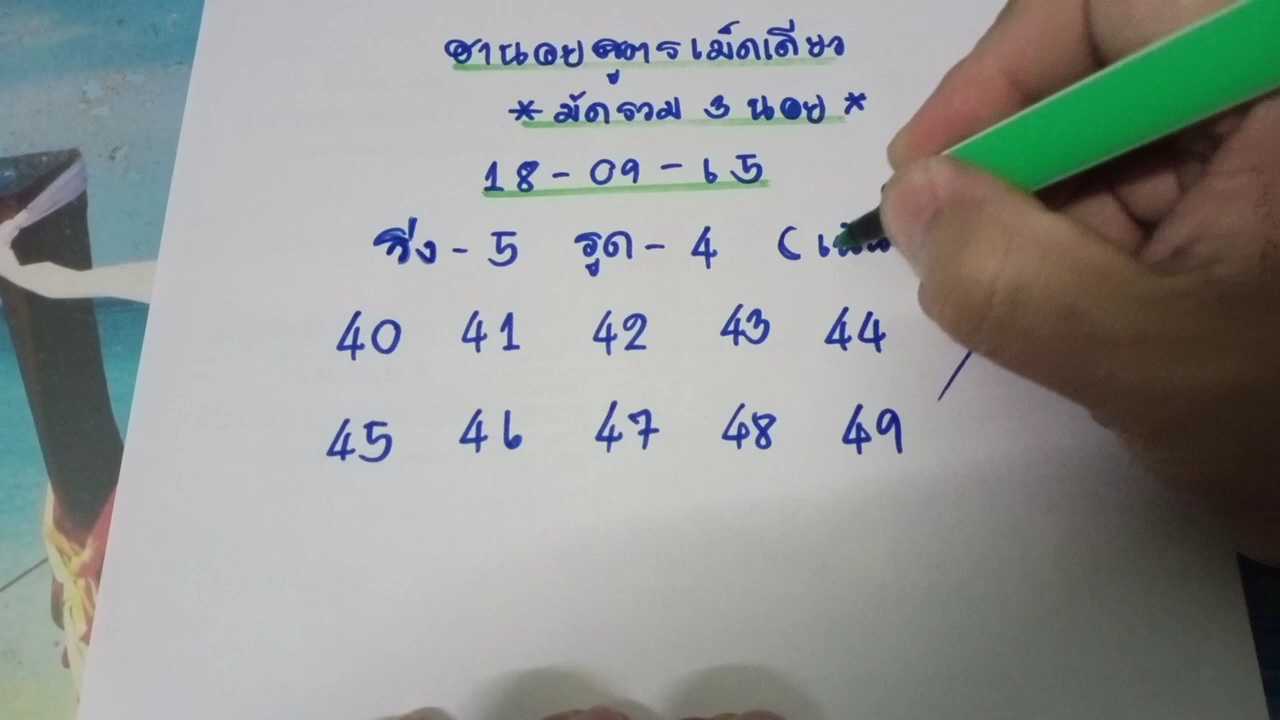 ฮานอยสูตรเม็ดเดียว
*มัดรวม 3 นอย*
18-09-65
วิ่ง-5 รูด-4 (
40 41 42 43 44
45 46 47 48 49